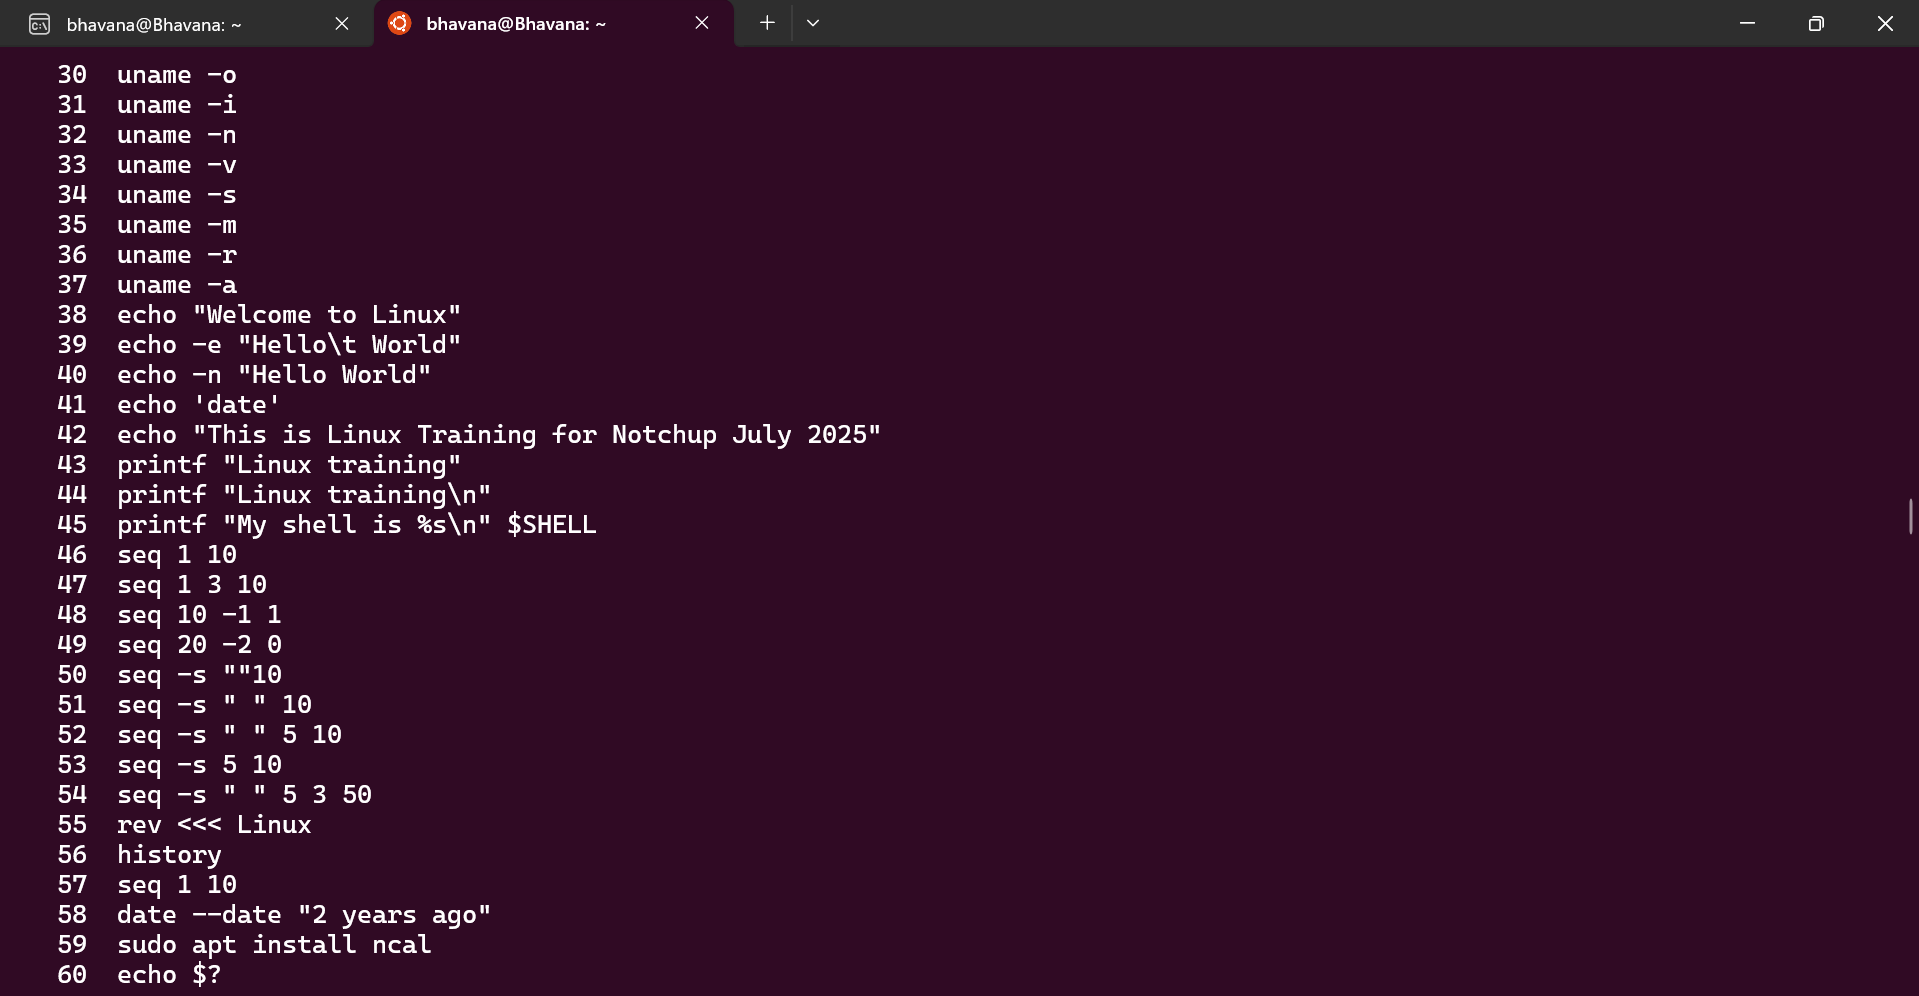 bhavana@Bhavana: ~
bhavana@Bhavana: ~
30 uname -o
31 uname -i
32 uname -n
33 uname -v
34 uname -s
35 uname -m
36 uname -r
37 uname -a
38 echo "Welcome to Linux"
39 echo -e "Hello\t World"
40 echo -n "Hello World"
41 echo 'date'
42 echo "This is Linux Training for Notchup July 2025"
43 printf "Linux training"
44 printf "Linux training\n"
45 printf "My shell is %s\n" $SHELL
46 seq 1 10
47 seq 1 3 10
48 seq 10 -1 1
49 seq 20 -2 0
50 seq -s ""10
51 seq -s " " 10
52 seq -s " " 5 10
53 seq -s 5 10
54 seq -s " " 5 3 50
55 rev <<< Linux
56 history
57 seq 1 10
58 date --date "2 years ago"
59 sudo apt install ncal
60 echo $?